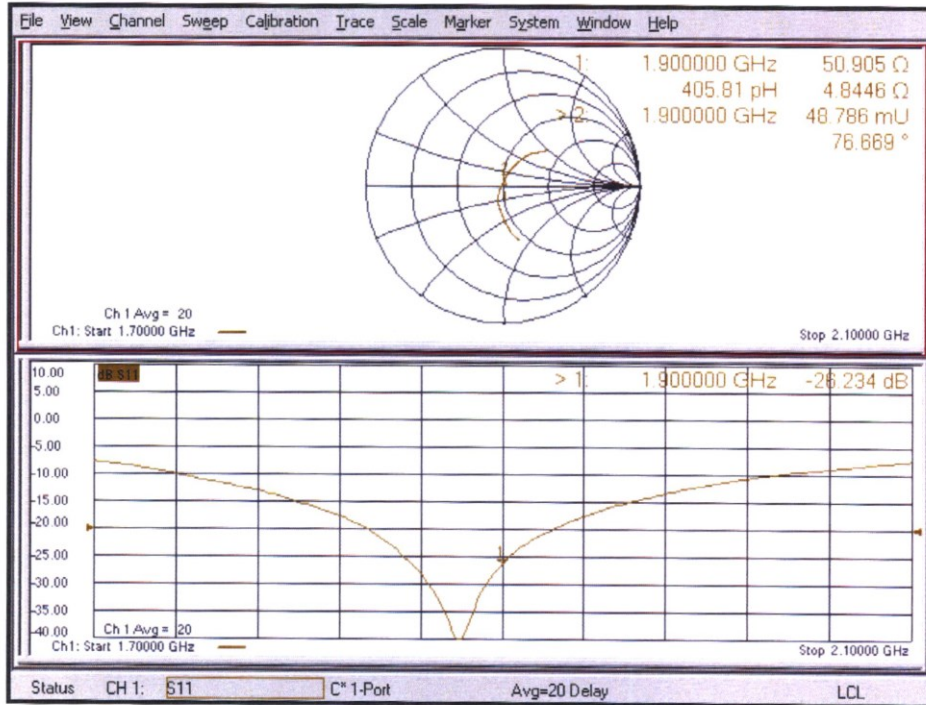 File View Channel Sweep Calibration Trace Scale Marker System Window Help
1: 1.900000 GHz 50.905 Ω
405.81 pH 4.8446 Ω
> 2: 1.900000 GHz 48.786 mU
76.669 °
Ch 1 Avg = 20
Ch1: Start 1.70000 GHz
Stop 2.10000 GHz
10.00
dB S11
> 1: 1.900000 GHz -26.234 dB
5.00
0.00
-5.00
-10.00
-15.00
-20.00
-25.00
-30.00
-35.00
-40.00
Ch 1 Avg = 20
Ch1: Start 1.70000 GHz
Stop 2.10000 GHz
Status CH 1: S11 C* 1-Port Avg=20 Delay LCL